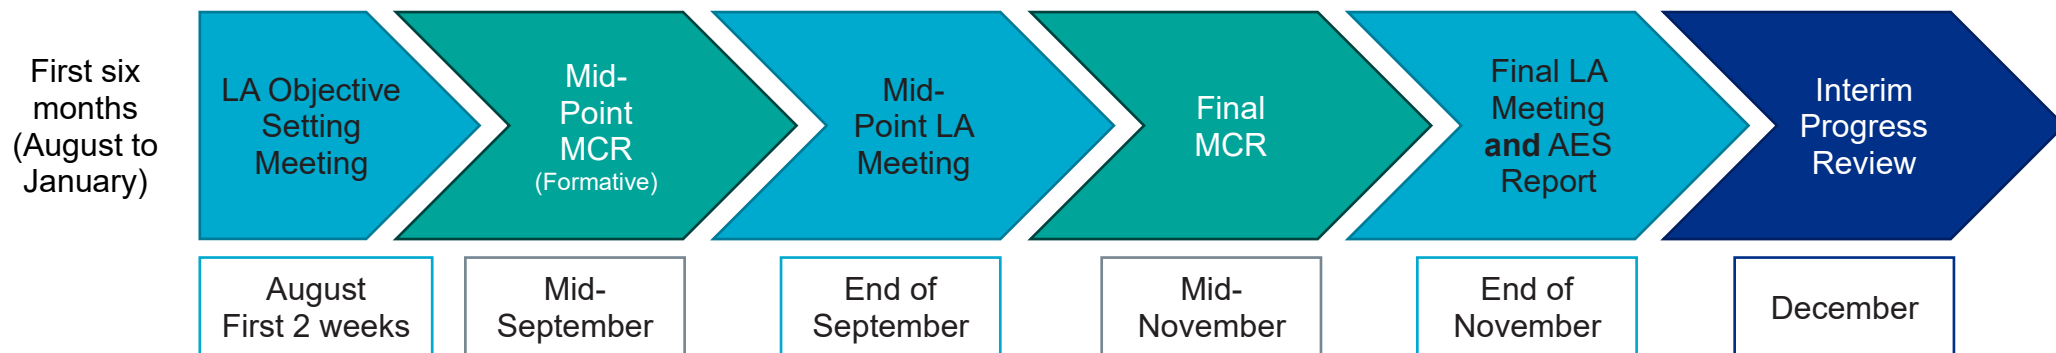 First six
months
(August to
January)
LA Objective
Setting
Meeting
Mid-
Point
MCR
(Formative)
Mid-
Point LA
Meeting
Final
MCR
Final LA
Meeting
and AES
Report
Interim
Progress
Review
August
First 2 weeks
Mid-
September
End of
September
Mid-
November
End of
November
December